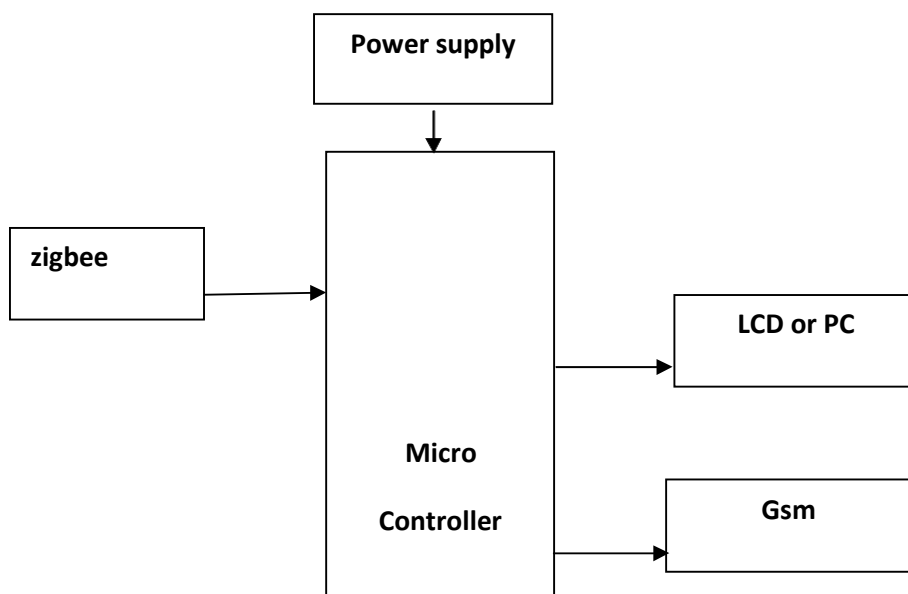 Power supply
zigbee
LCD or PC
Micro
Controller
Gsm